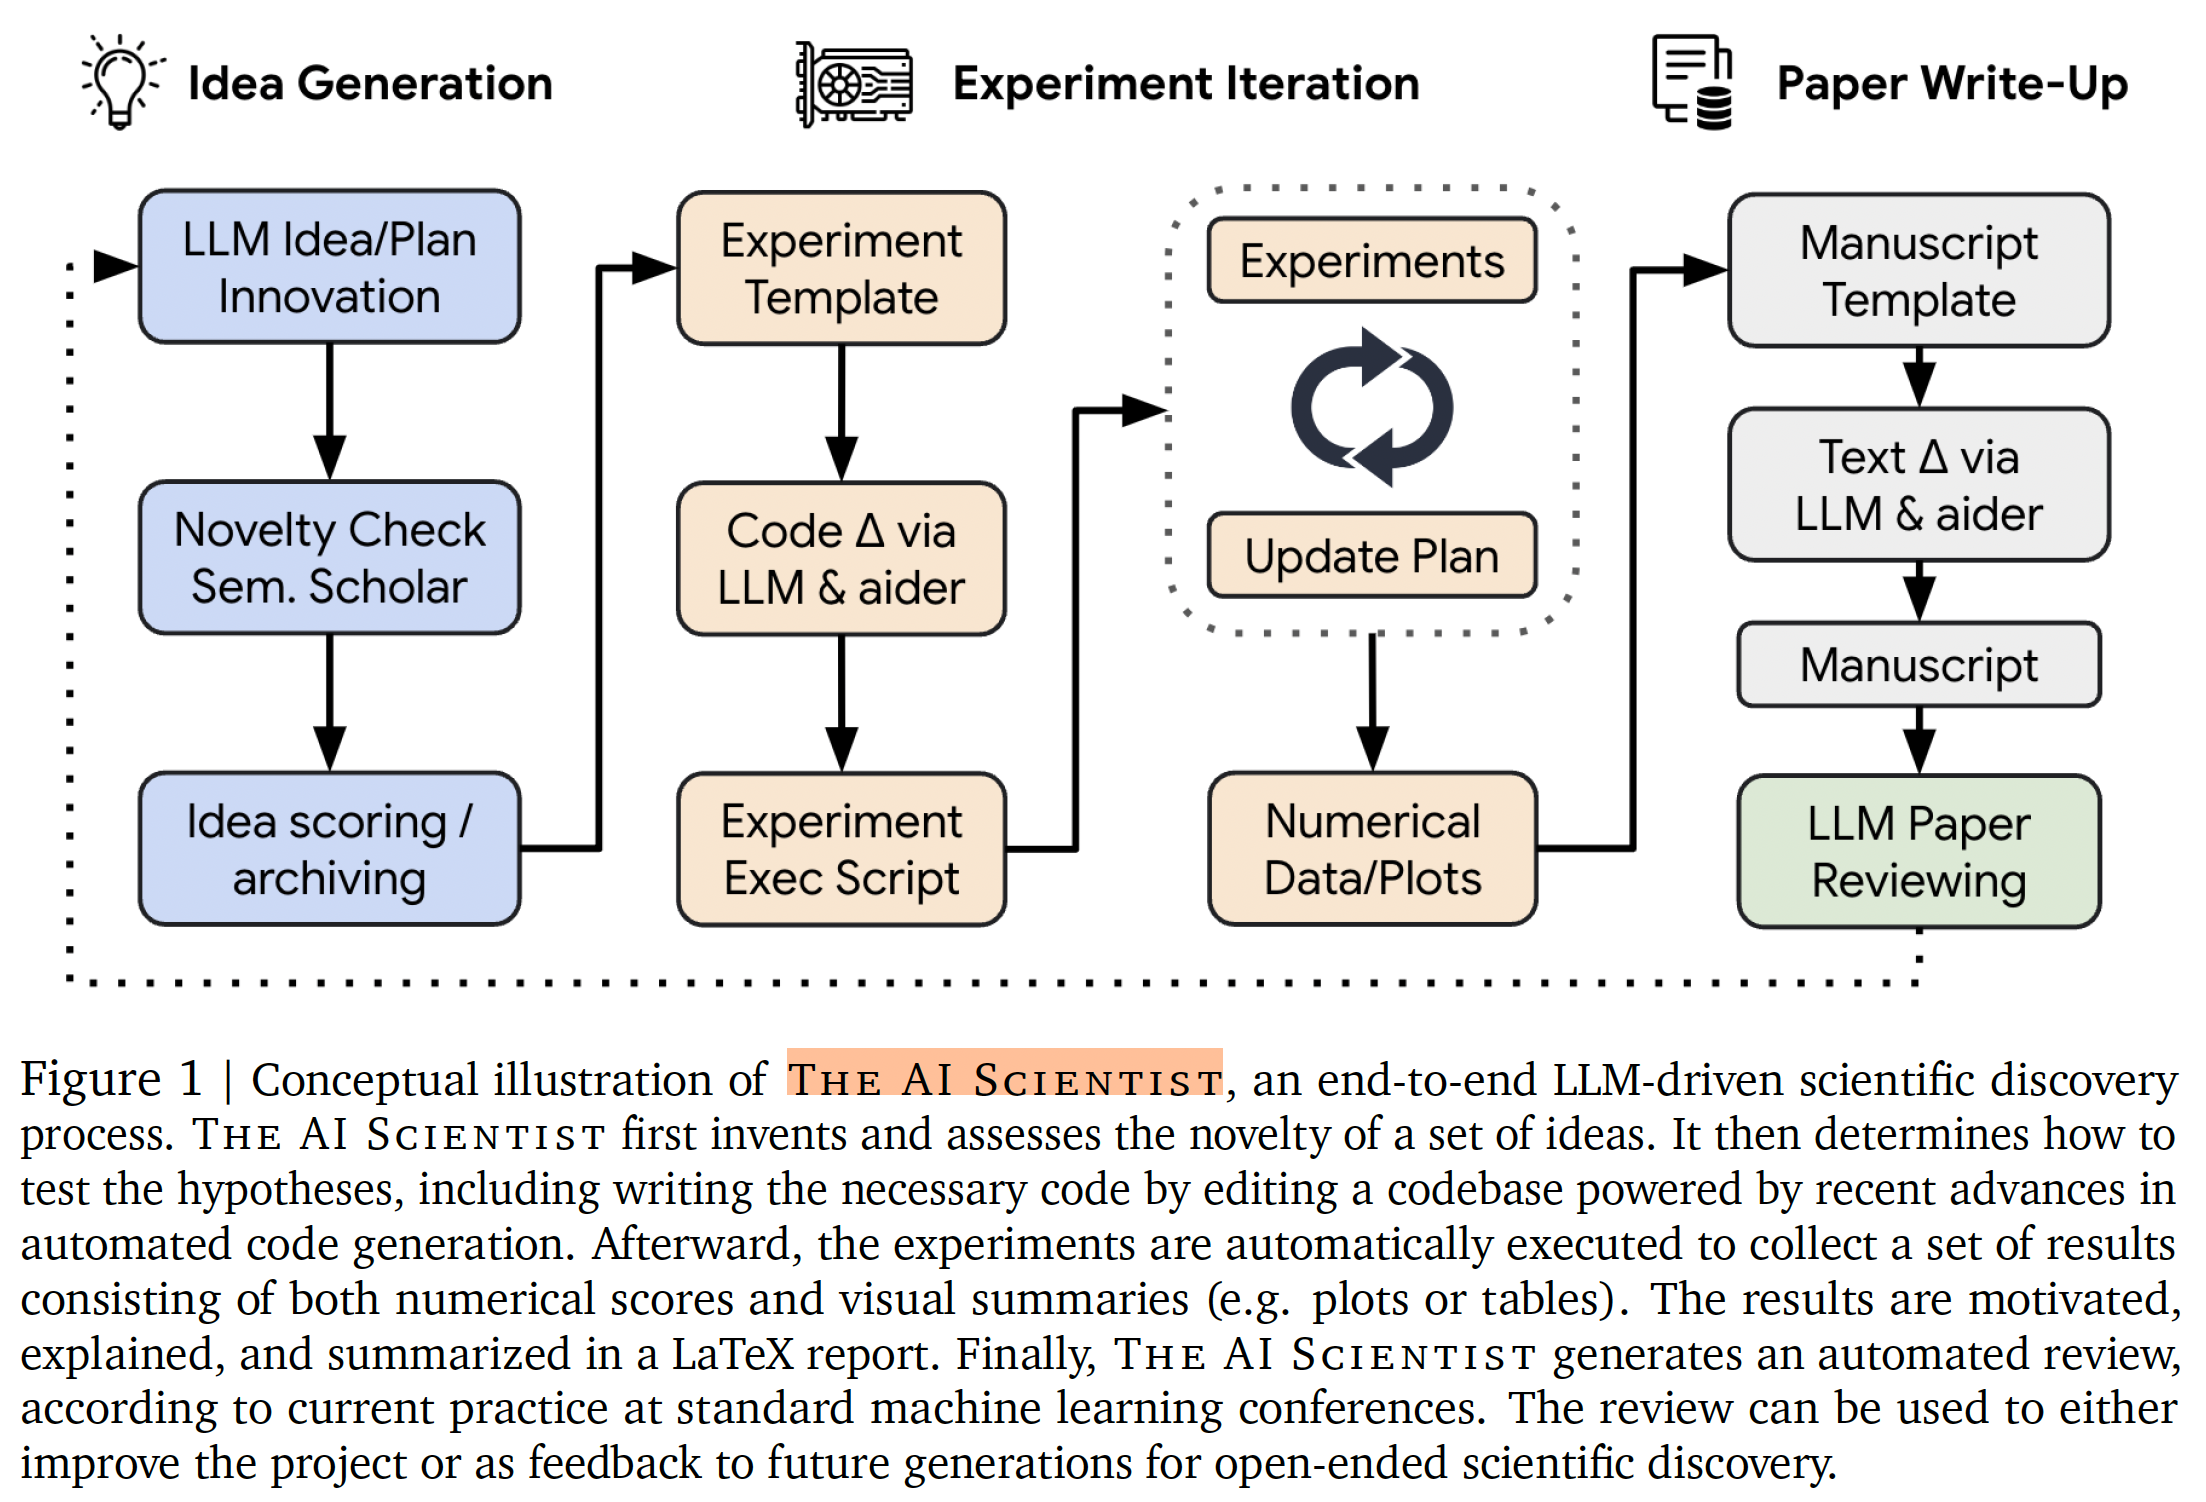 Idea Generation
Experiment Iteration
Paper Write-Up
LLM Idea/Plan
Innovation
Novelty Check
Sem. Scholar
Idea scoring /
archiving
Experiment
Template
Code Δ via
LLM & aider
Experiment
Exec Script
Experiments
Update Plan
Numerical
Data/Plots
Manuscript
Template
Text Δ via
LLM & aider
Manuscript
LLM Paper
Reviewing
Figure 1 | Conceptual illustration of THE AI SCIENTIST, an end-to-end LLM-driven scientific discovery
process. THE AI SCIENTIST first invents and assesses the novelty of a set of ideas. It then determines how to
test the hypotheses, including writing the necessary code by editing a codebase powered by recent advances in
automated code generation. Afterward, the experiments are automatically executed to collect a set of results
consisting of both numerical scores and visual summaries (e.g. plots or tables). The results are motivated,
explained, and summarized in a LaTeX report. Finally, THE AI SCIENTIST generates an automated review,
according to current practice at standard machine learning conferences. The review can be used to either
improve the project or as feedback to future generations for open-ended scientific discovery.